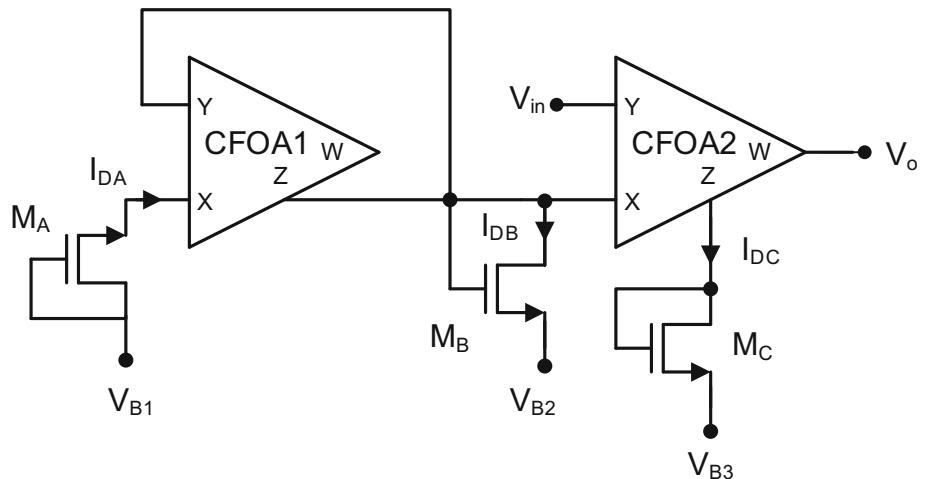 Y
CFOA1
W
Z
X
I_DA
M_A
V_B1
V_in
Y
CFOA2
W
Z
X
V_o
I_DB
M_B
V_B2
I_DC
M_C
V_B3